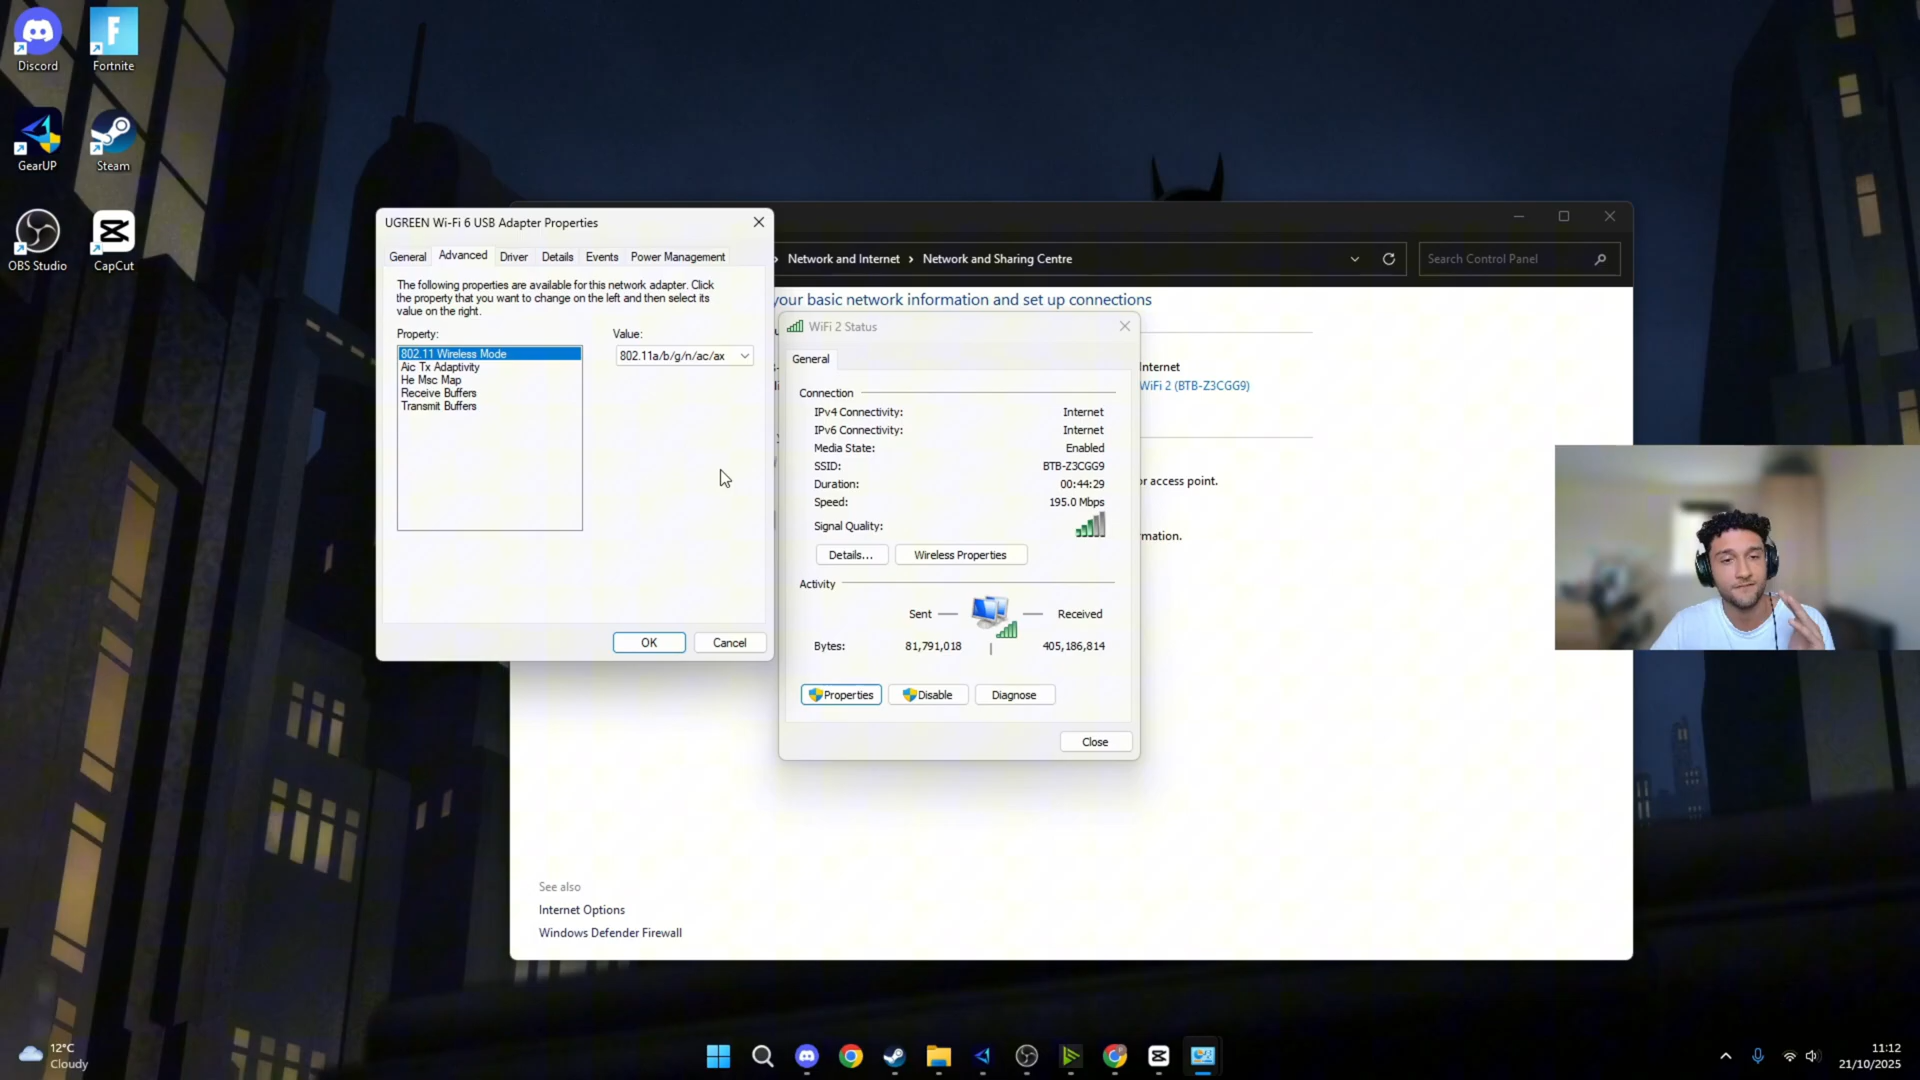 Discord
Fortnite
GearUP
Steam
OBS Studio
CapCut
UGREEN Wi-Fi 6 USB Adapter Properties
General
Advanced
Driver
Details
Events
Power Management
The following properties are available for this network adapter. Click
the property that you want to change on the left and then select its
value on the right.
Property:
Value:
802.11 Wireless Mode
Aic Tx Adaptivity
He Msc Map
Receive Buffers
Transmit Buffers
802.11a/b/g/n/ac/ax
OK
Cancel
Network and Internet
Network and Sharing Centre
Search Control Panel
your basic network information and set up connections
Internet
WiFi 2 (BTB-Z3CGG9)
or access point.
WiFi 2 Status
General
Connection
IPv4 Connectivity: Internet
IPv6 Connectivity: Internet
Media State: Enabled
SSID: BTB-Z3CGG9
Duration: 00:44:29
Speed: 195.0 Mbps
Signal Quality:
Details...
Wireless Properties
Activity
Sent
Received
Bytes: 81,791,018 405,186,814
Properties
Disable
Diagnose
Close
See also
Internet Options
Windows Defender Firewall
12°C
Cloudy
11:12
21/10/2025